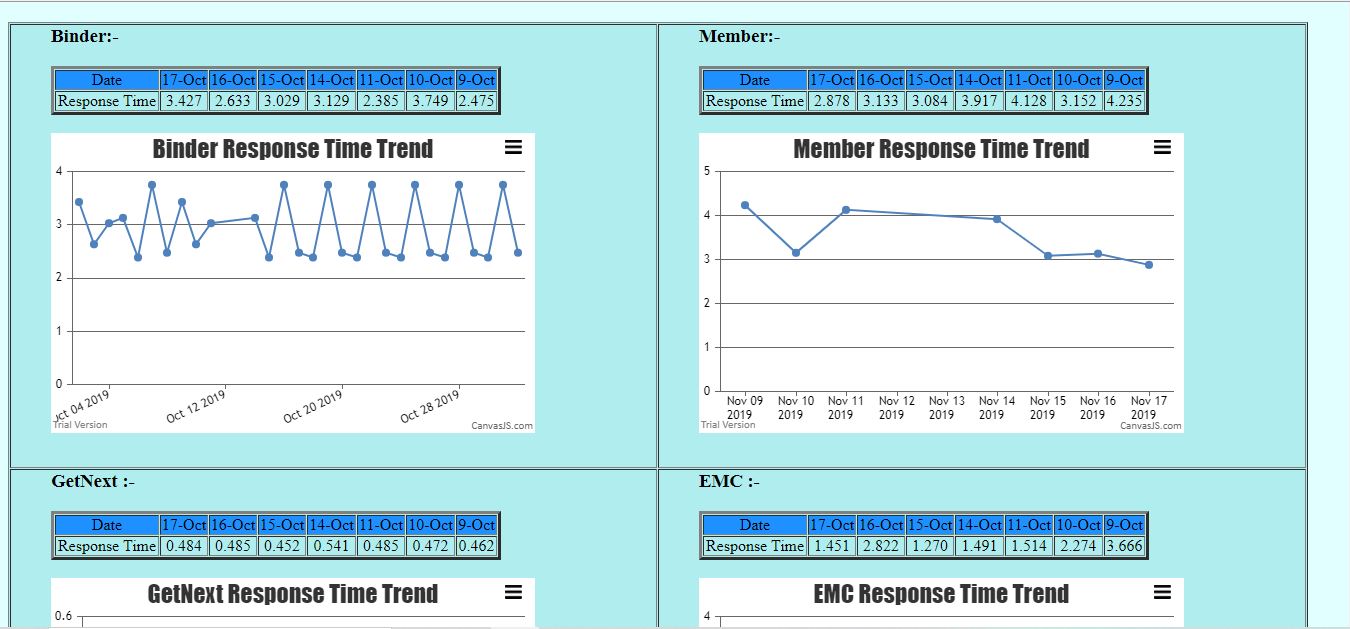 Binder:-
Date 17-Oct 16-Oct 15-Oct 14-Oct 11-Oct 10-Oct 9-Oct
Response Time 3.427 2.633 3.029 3.129 2.385 3.749 2.475
Binder Response Time Trend
4
3
2
1
0
ct 04 2019
Oct 12 2019
Oct 20 2019
Oct 28 2019
Trial Version
CanvasJS.com
Member:-
Date 17-Oct 16-Oct 15-Oct 14-Oct 11-Oct 10-Oct 9-Oct
Response Time 2.878 3.133 3.084 3.917 4.128 3.152 4.235
Member Response Time Trend
5
4
3
2
1
0
Nov 09 2019
Nov 10 2019
Nov 11 2019
Nov 12 2019
Nov 13 2019
Nov 14 2019
Nov 15 2019
Nov 16 2019
Nov 17 2019
Trial Version
CanvasJS.com
GetNext :-
Date 17-Oct 16-Oct 15-Oct 14-Oct 11-Oct 10-Oct 9-Oct
Response Time 0.484 0.485 0.452 0.541 0.485 0.472 0.462
GetNext Response Time Trend
0.6
EMC :-
Date 17-Oct 16-Oct 15-Oct 14-Oct 11-Oct 10-Oct 9-Oct
Response Time 1.451 2.822 1.270 1.491 1.514 2.274 3.666
EMC Response Time Trend
4